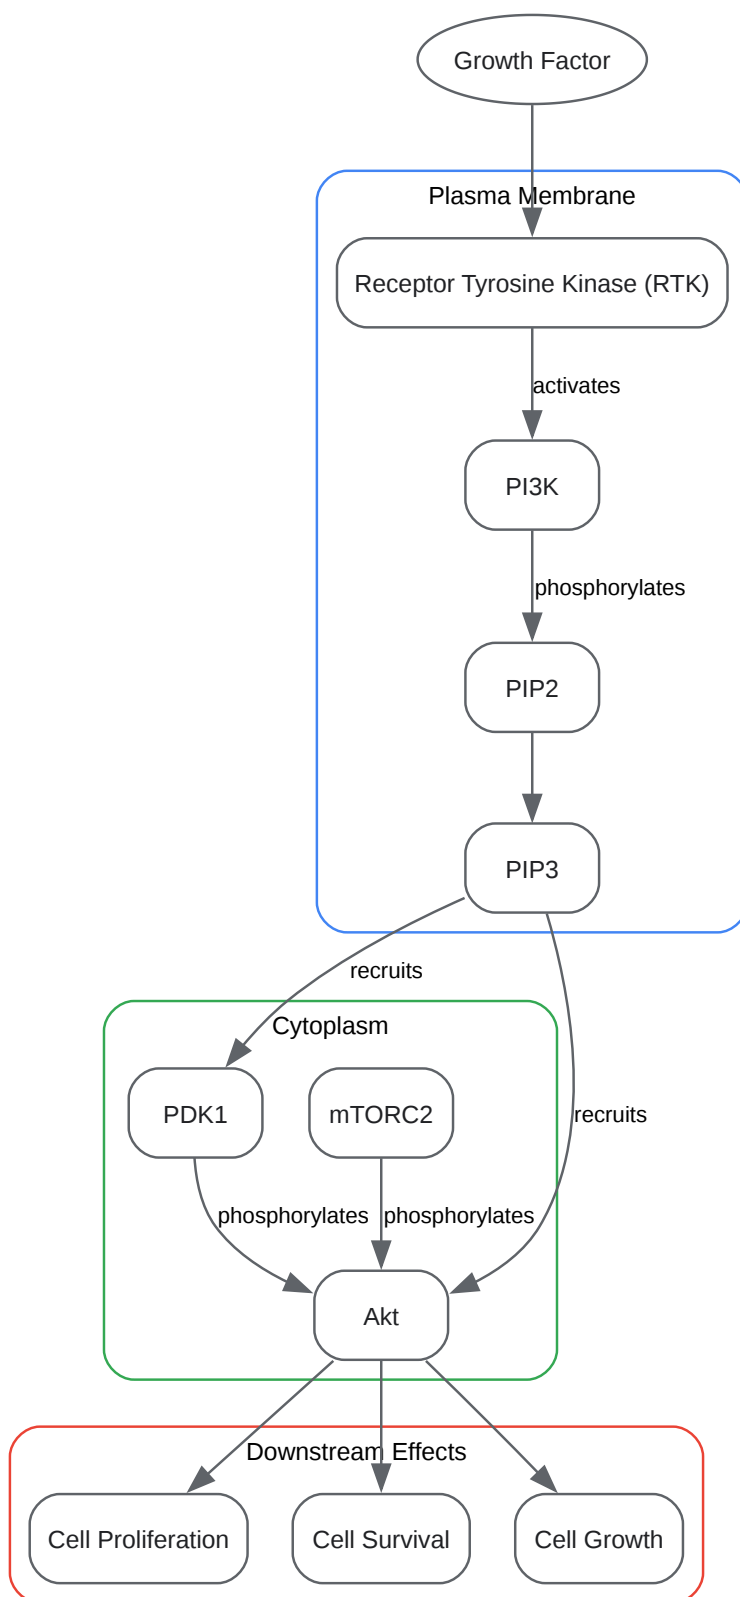 Growth Factor
Plasma Membrane
Receptor Tyrosine Kinase (RTK)
activates
PI3K
phosphorylates
PIP2
PIP3
recruits
Cytoplasm
PDK1
mTORC2
recruits
phosphorylates
phosphorylates
Akt
Downstream Effects
Cell Proliferation
Cell Survival
Cell Growth